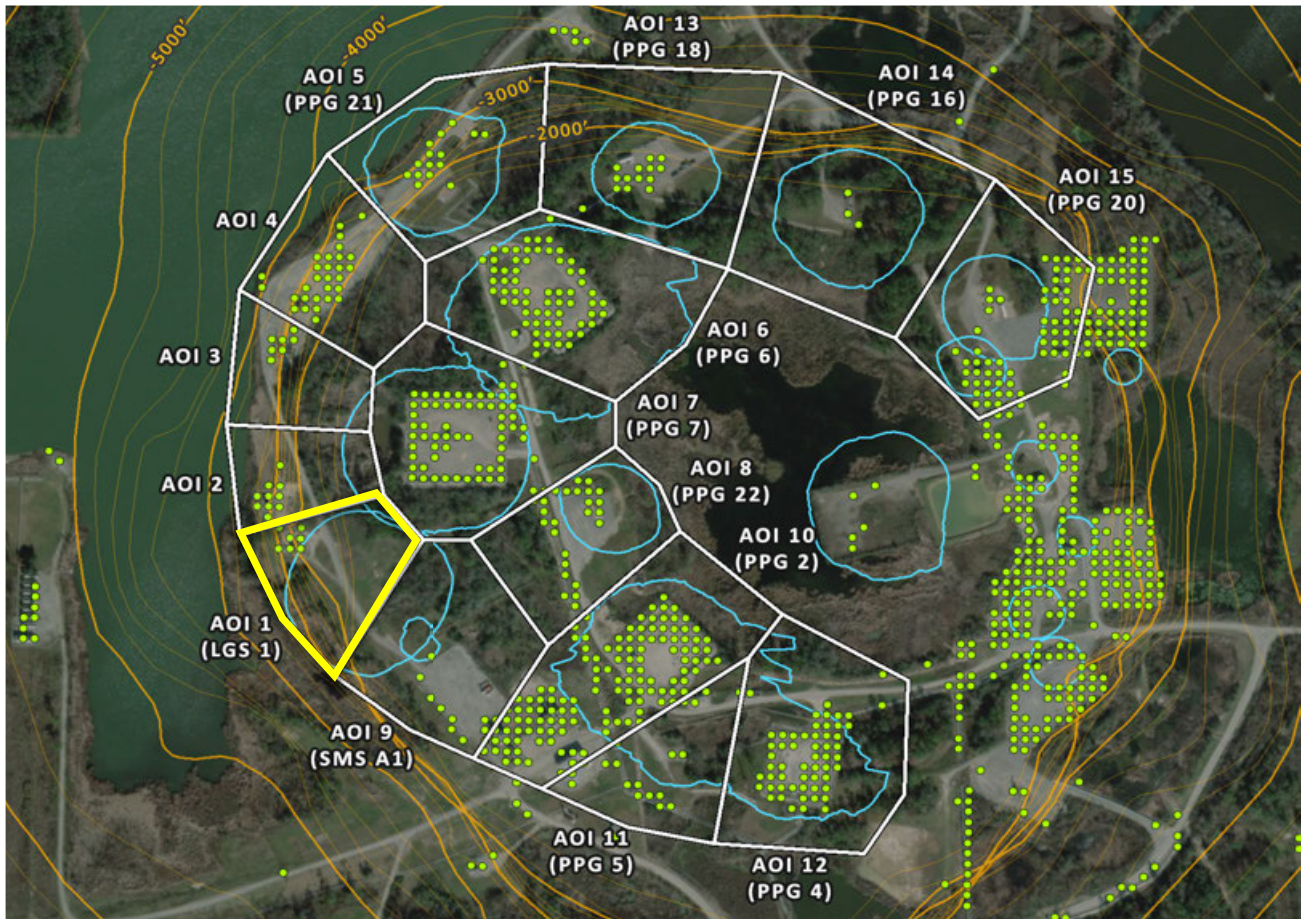 -5000'
-4000'
AOI 13
(PPG 18)
AOI 5
(PPG 21)
AOI 14
(PPG 16)
-3000'
-2000'
AOI 15
(PPG 20)
AOI 4
AOI 3
AOI 6
(PPG 6)
AOI 7
(PPG 7)
AOI 2
AOI 8
(PPG 22)
AOI 10
(PPG 2)
AOI 1
(LGS 1)
AOI 9
(SMS A1)
AOI 11
(PPG 5)
AOI 12
(PPG 4)